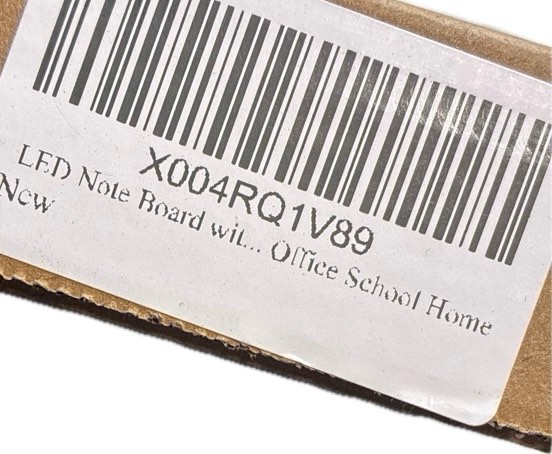 X004RQ1V89
LED Note Board wit... Office School Home
New